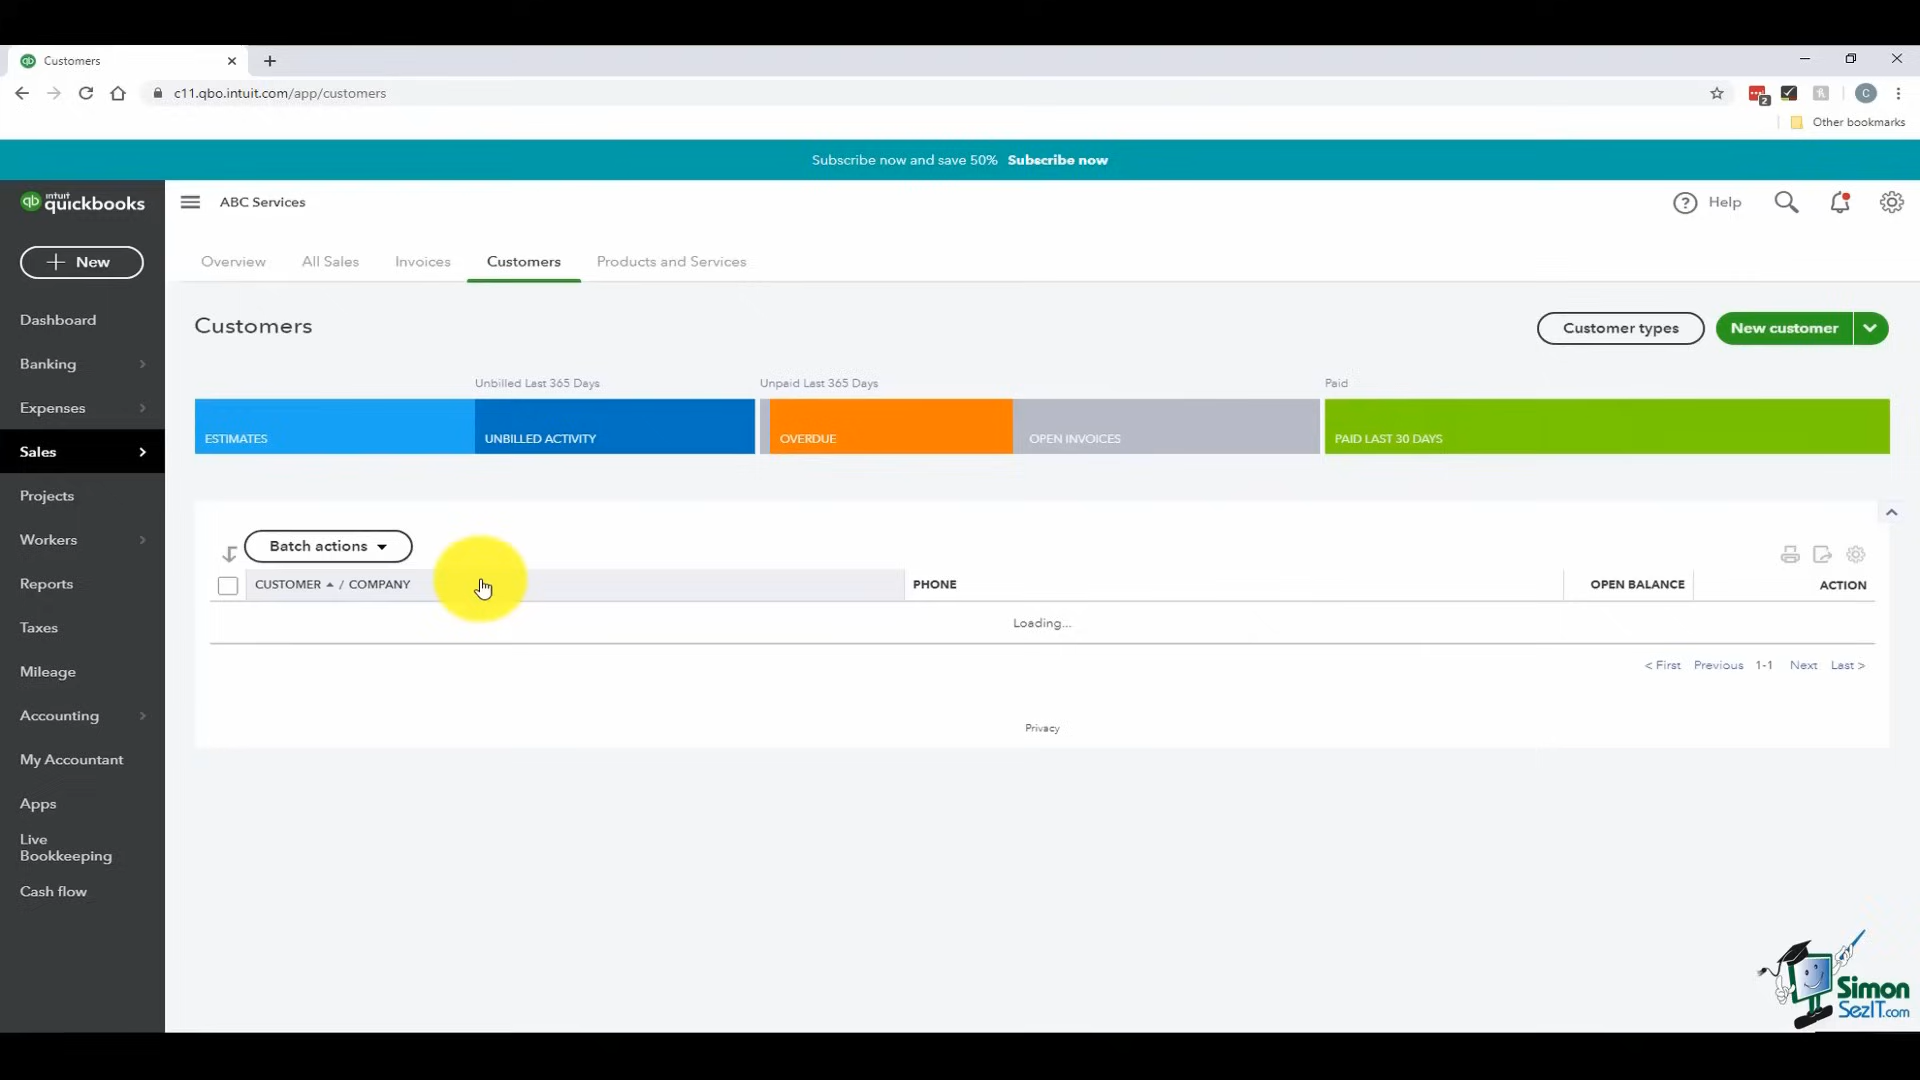 Customers
c11.qbo.intuit.com/app/customers
2
C
Other bookmarks
Subscribe now and save 50% Subscribe now
qb intuit quickbooks
ABC Services
? Help
+ New
Overview
All Sales
Invoices
Customers
Products and Services
Dashboard
Banking
Expenses
Sales
Projects
Workers
Reports
Taxes
Mileage
Accounting
My Accountant
Apps
Live
Bookkeeping
Cash flow
Customers
Customer types
New customer
Unbilled Last 365 Days
Unpaid Last 365 Days
Paid
ESTIMATES
UNBILLED ACTIVITY
OVERDUE
OPEN INVOICES
PAID LAST 30 DAYS
Batch actions
CUSTOMER / COMPANY
PHONE
OPEN BALANCE
ACTION
Loading...
< First Previous 1-1 Next Last >
Privacy
Simon
SezIT.com